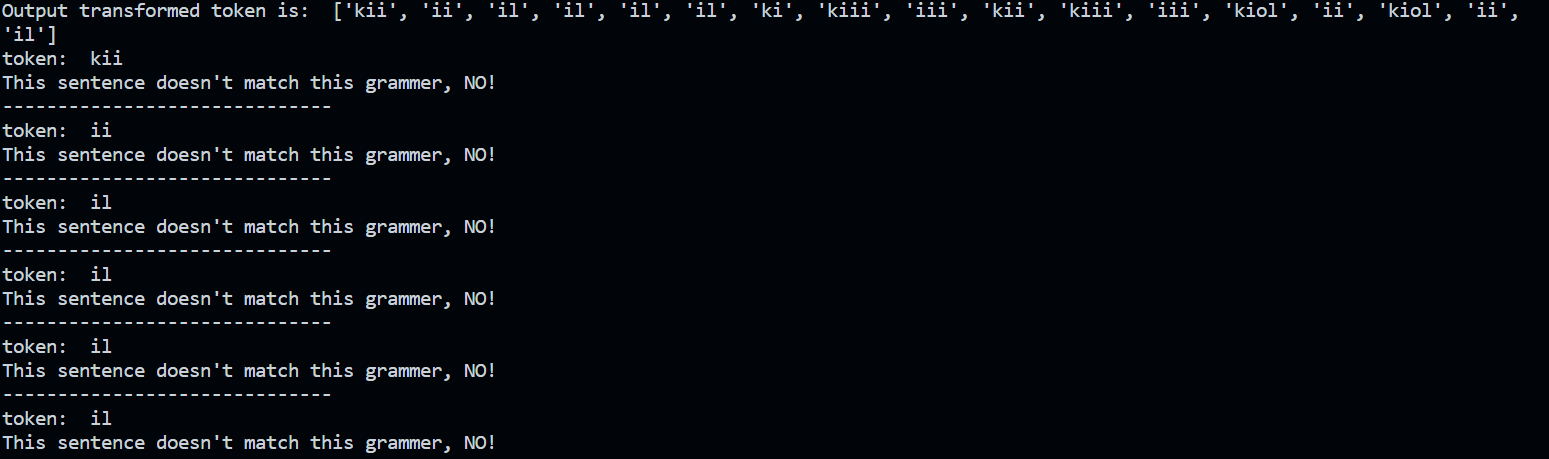 Output transformed token is:  ['kii', 'ii', 'il', 'il', 'il', 'il', 'ki', 'kiii', 'iii', 'kii', 'kiii', 'iii', 'kiol', 'ii', 'kiol', 'ii',
'il']
token:  kii
This sentence doesn't match this grammer, NO!
------------------------------
token:  ii
This sentence doesn't match this grammer, NO!
------------------------------
token:  il
This sentence doesn't match this grammer, NO!
------------------------------
token:  il
This sentence doesn't match this grammer, NO!
------------------------------
token:  il
This sentence doesn't match this grammer, NO!
------------------------------
token:  il
This sentence doesn't match this grammer, NO!